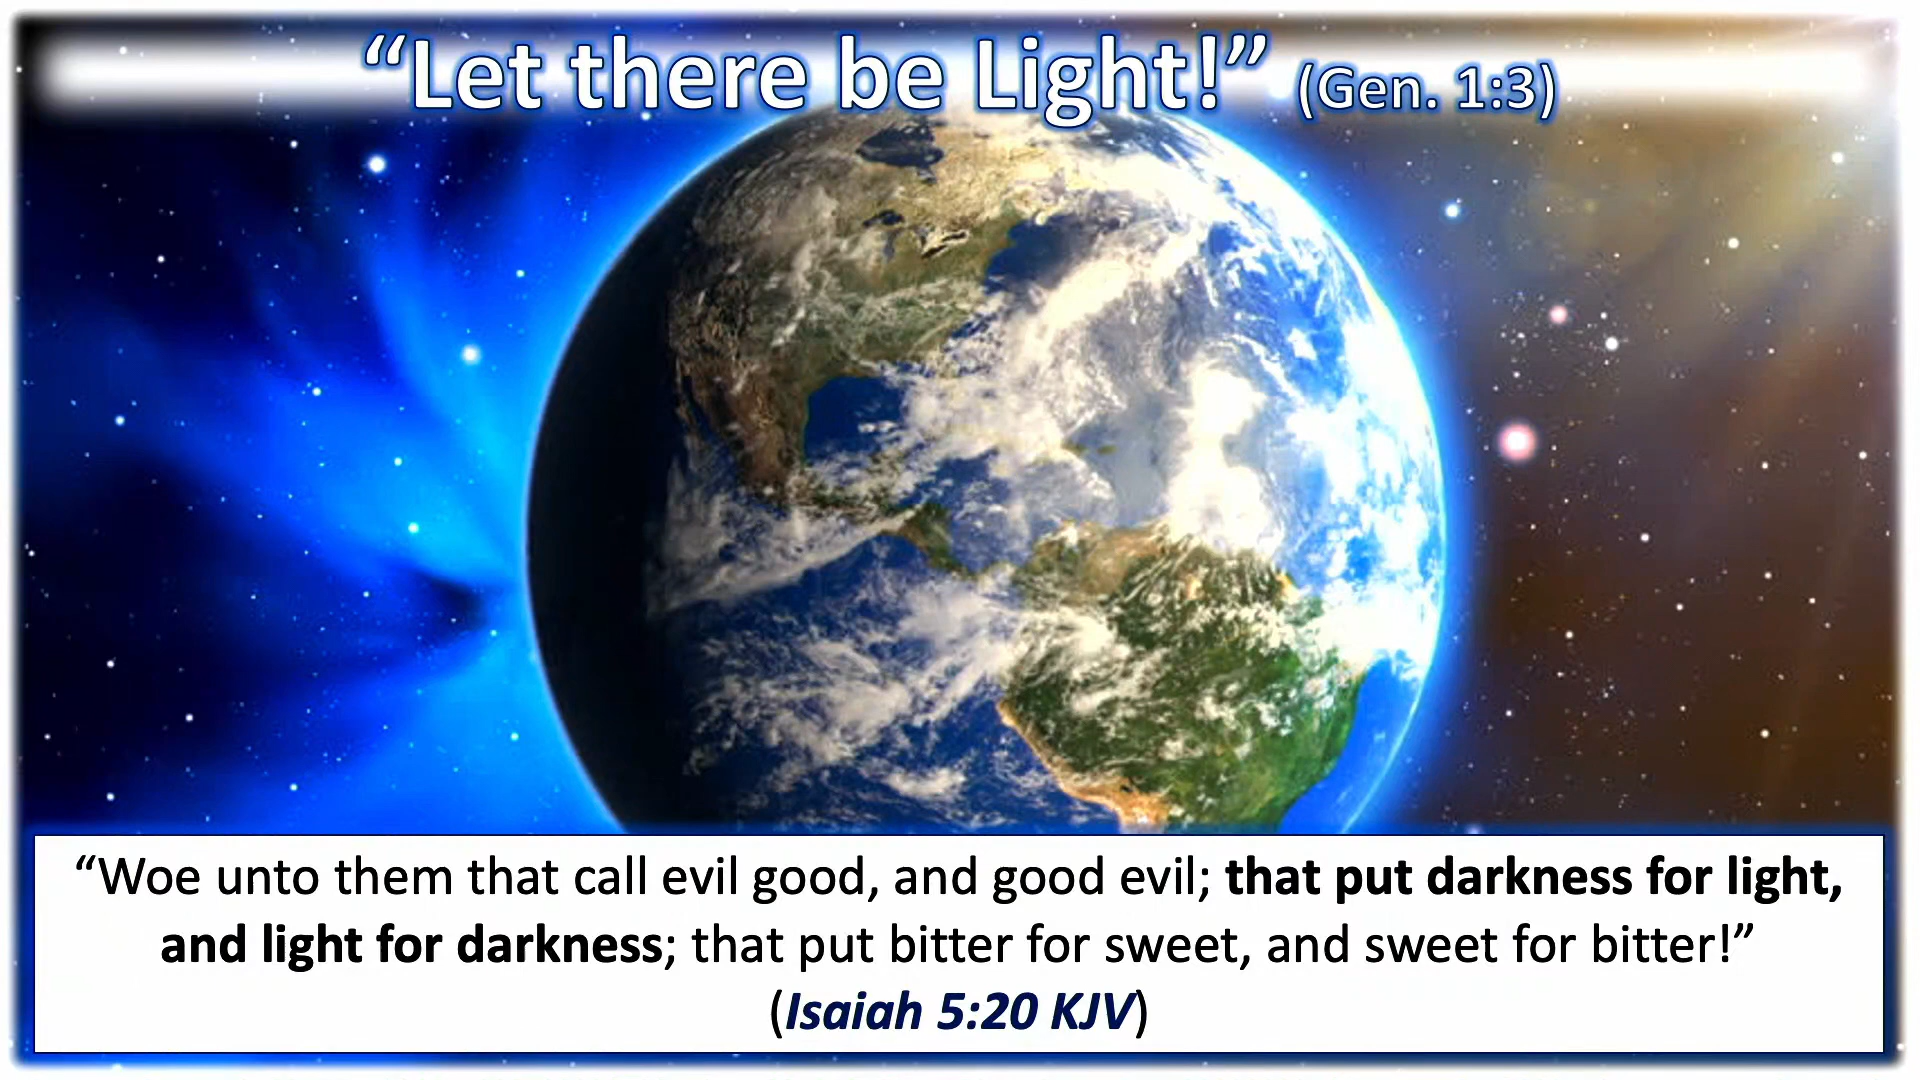 “Let there be Light!” (Gen. 1:3)
“Woe unto them that call evil good, and good evil; that put darkness for light,
and light for darkness; that put bitter for sweet, and sweet for bitter!”
(Isaiah 5:20 KJV)